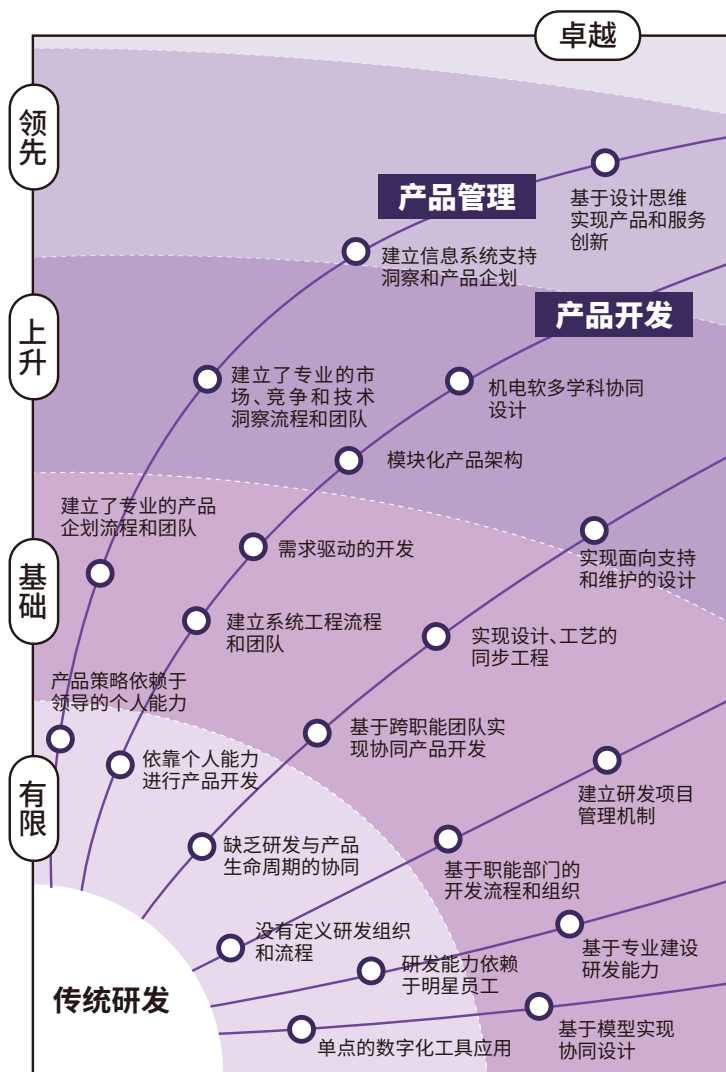 卓越
领先
产品管理
基于设计思维
实现产品和服务
创新
建立信息系统支持
洞察和产品企划
产品开发
上升
建立了专业的市
场、竞争和技术
洞察流程和团队
机电软多学科协同
设计
模块化产品架构
建立了专业的产品
企划流程和团队
需求驱动的开发
实现面向支持
和维护的设计
基础
建立系统工程流程
和团队
实现设计、工艺的
同步工程
产品策略依赖于
领导的个人能力
基于跨职能团队实
现协同产品开发
依靠个人能力
进行产品开发
有限
建立研发项目
管理机制
缺乏研发与产品
生命周期的协同
基于职能部门的
开发流程和组织
没有定义研发组织
和流程
基于专业建设
研发能力
研发能力依赖
于明星员工
传统研发
基于模型实现
协同设计
单点的数字化工具应用